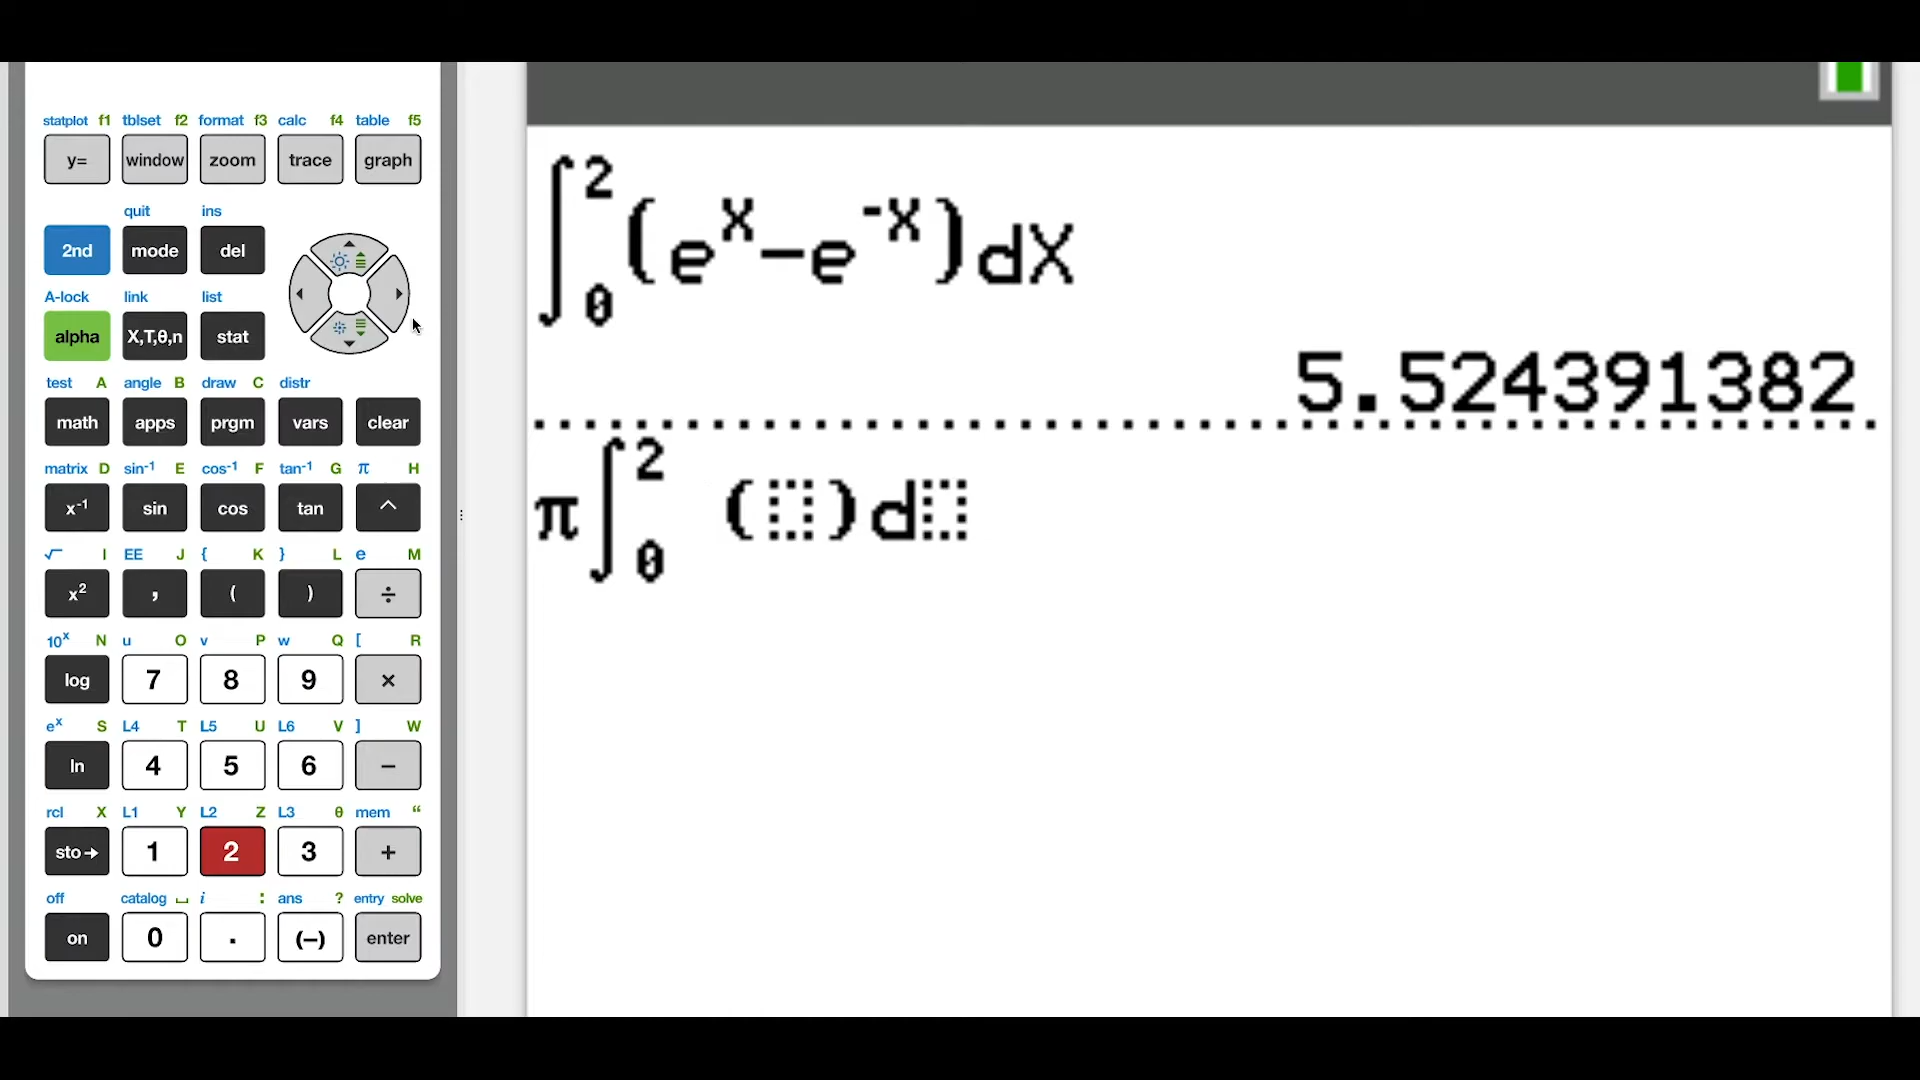 statplot f1 tblset f2 format f3 calc f4 table f5
y= window zoom trace graph
quit ins
2nd mode del
A-lock link list
alpha X,T,θ,n stat
test A angle B draw C distr
math apps prgm vars clear
matrix D sin⁻¹ E cos⁻¹ F tan⁻¹ G π H
x⁻¹ sin cos tan ^
√ I EE J { K } L e M
x² , ( ) ÷
10ˣ N u O v P w Q [ R
log 7 8 9 ×
eˣ S L4 T L5 U L6 V ] W
ln 4 5 6 −
rcl X L1 Y L2 Z L3 θ mem “
sto→ 1 2 3 +
off catalog ⎵ i : ans ? entry solve
on 0 . (−) enter
∫₀²(eˣ−e⁻ˣ)dX
5.524391382
π∫₀² (⬚)d⬚